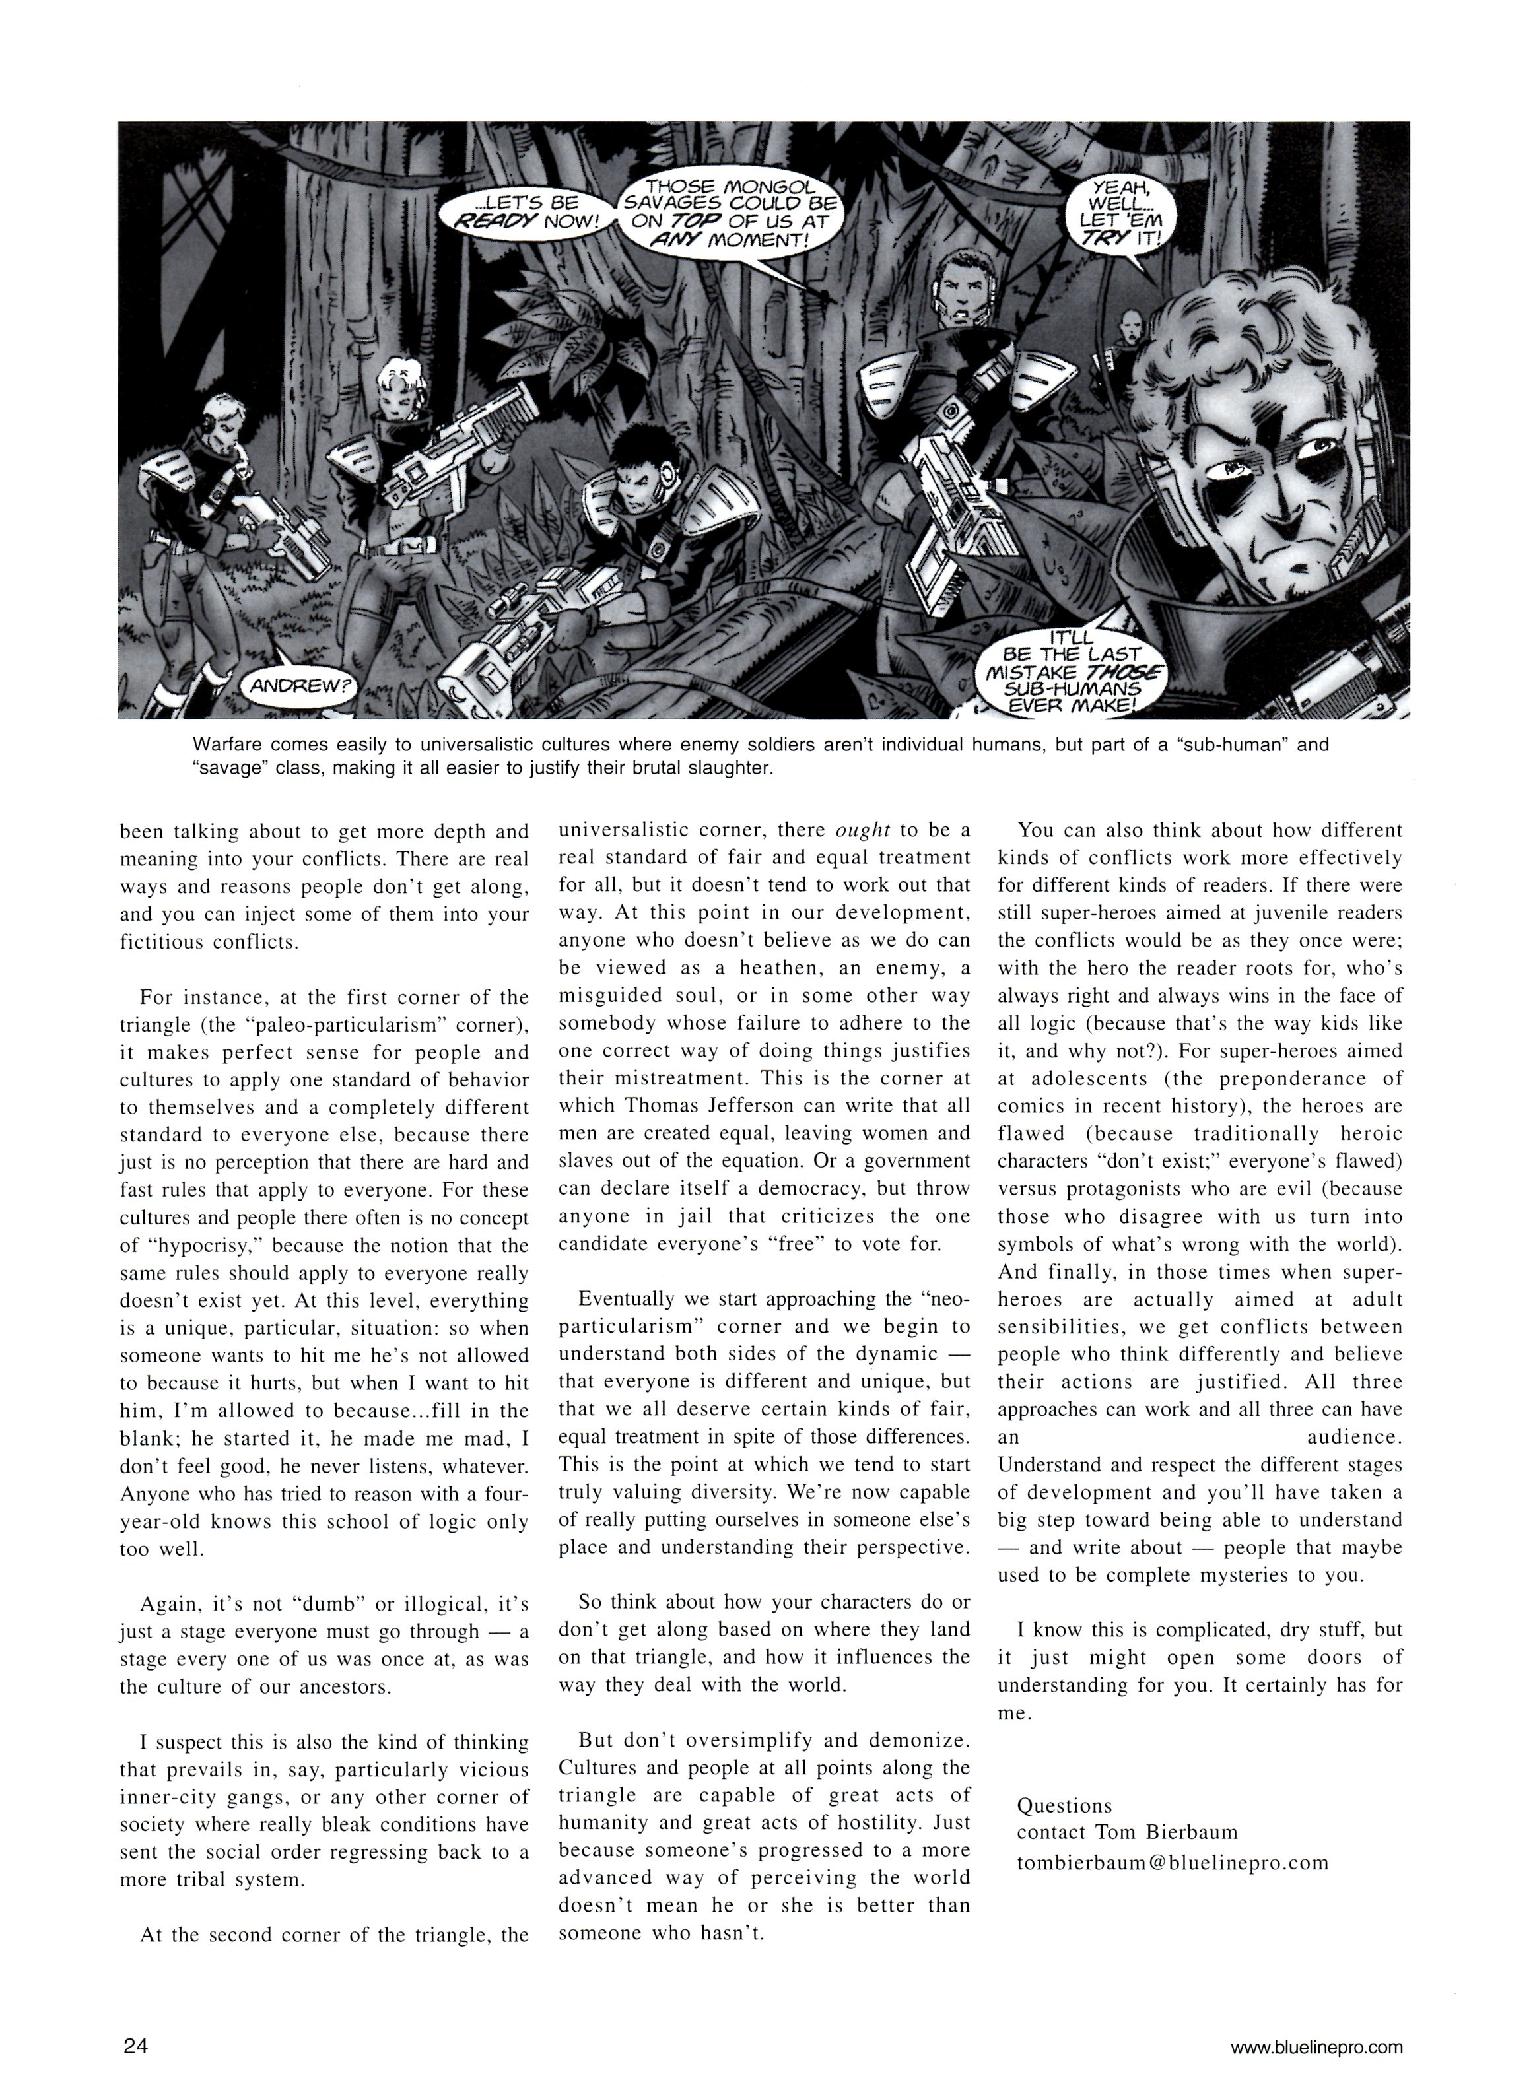 ...LET'S BE
READY NOW!
THOSE MONGOL
SAVAGES COULD BE
ON TOP OF US AT
ANY MOMENT!
YEAH,
WELL...
LET 'EM
TRY IT!
ANDREW?
IT'LL
BE THE LAST
MISTAKE THOSE
SUB-HUMANS
EVER MAKE!
Warfare comes easily to universalistic cultures where enemy soldiers aren't individual humans, but part of a "sub-human" and
"savage" class, making it all easier to justify their brutal slaughter.
been talking about to get more depth and
meaning into your conflicts. There are real
ways and reasons people don't get along,
and you can inject some of them into your
fictitious conflicts.
For instance, at the first corner of the
triangle (the "paleo-particularism" corner),
it makes perfect sense for people and
cultures to apply one standard of behavior
to themselves and a completely different
standard to everyone else, because there
just is no perception that there are hard and
fast rules that apply to everyone. For these
cultures and people there often is no concept
of "hypocrisy," because the notion that the
same rules should apply to everyone really
doesn't exist yet. At this level, everything
is a unique, particular, situation: so when
someone wants to hit me he's not allowed
to because it hurts, but when I want to hit
him, I'm allowed to because...fill in the
blank; he started it, he made me mad, I
don't feel good, he never listens, whatever.
Anyone who has tried to reason with a four-
year-old knows this school of logic only
too well.
Again, it's not "dumb" or illogical, it's
just a stage everyone must go through — a
stage every one of us was once at, as was
the culture of our ancestors.
I suspect this is also the kind of thinking
that prevails in, say, particularly vicious
inner-city gangs, or any other corner of
society where really bleak conditions have
sent the social order regressing back to a
more tribal system.
At the second corner of the triangle, the
universalistic corner, there ought to be a
real standard of fair and equal treatment
for all, but it doesn't tend to work out that
way. At this point in our development,
anyone who doesn't believe as we do can
be viewed as a heathen, an enemy, a
misguided soul, or in some other way
somebody whose failure to adhere to the
one correct way of doing things justifies
their mistreatment. This is the corner at
which Thomas Jefferson can write that all
men are created equal, leaving women and
slaves out of the equation. Or a government
can declare itself a democracy, but throw
anyone in jail that criticizes the one
candidate everyone's "free" to vote for.
Eventually we start approaching the "neo-
particularism" corner and we begin to
understand both sides of the dynamic —
that everyone is different and unique, but
that we all deserve certain kinds of fair,
equal treatment in spite of those differences.
This is the point at which we tend to start
truly valuing diversity. We're now capable
of really putting ourselves in someone else's
place and understanding their perspective.
So think about how your characters do or
don't get along based on where they land
on that triangle, and how it influences the
way they deal with the world.
But don't oversimplify and demonize.
Cultures and people at all points along the
triangle are capable of great acts of
humanity and great acts of hostility. Just
because someone's progressed to a more
advanced way of perceiving the world
doesn't mean he or she is better than
someone who hasn't.
You can also think about how different
kinds of conflicts work more effectively
for different kinds of readers. If there were
still super-heroes aimed at juvenile readers
the conflicts would be as they once were;
with the hero the reader roots for, who's
always right and always wins in the face of
all logic (because that's the way kids like
it, and why not?). For super-heroes aimed
at adolescents (the preponderance of
comics in recent history), the heroes are
flawed (because traditionally heroic
characters "don't exist;" everyone's flawed)
versus protagonists who are evil (because
those who disagree with us turn into
symbols of what's wrong with the world).
And finally, in those times when super-
heroes are actually aimed at adult
sensibilities, we get conflicts between
people who think differently and believe
their actions are justified. All three
approaches can work and all three can have
an audience.
Understand and respect the different stages
of development and you'll have taken a
big step toward being able to understand
— and write about — people that maybe
used to be complete mysteries to you.
I know this is complicated, dry stuff, but
it just might open some doors of
understanding for you. It certainly has for
me.
Questions
contact Tom Bierbaum
tombierbaum@bluelinepro.com
24
www.bluelinepro.com